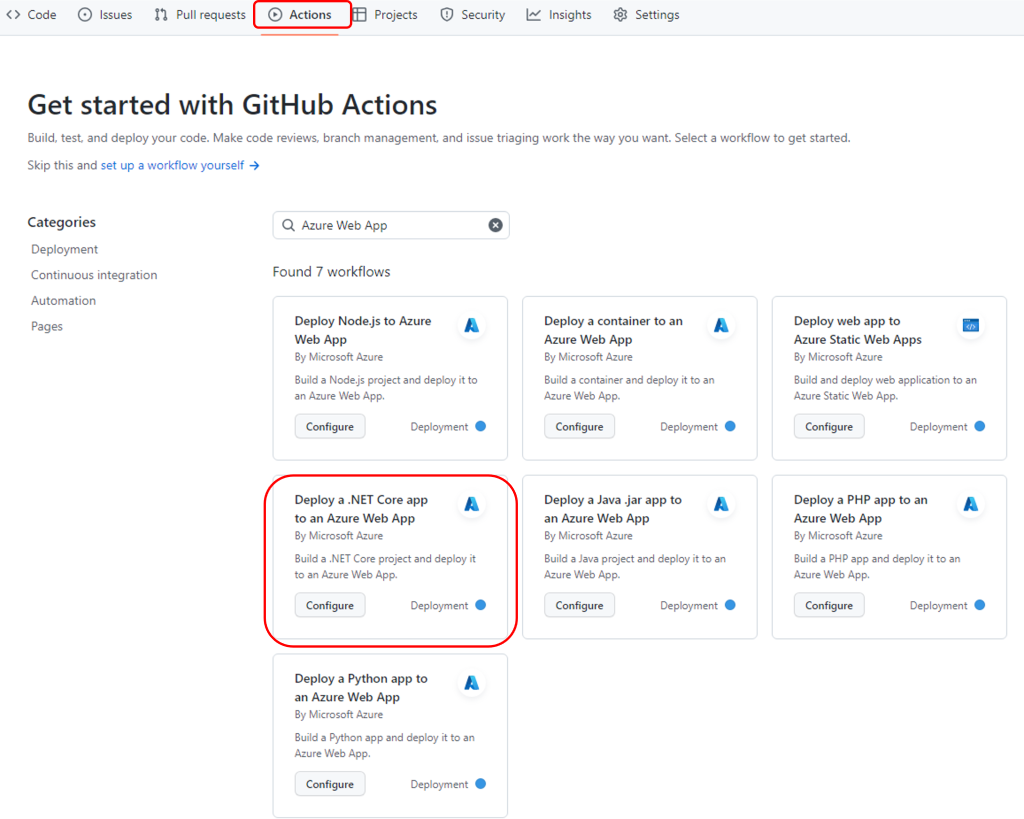 Code Issues Pull requests Actions Projects Security Insights Settings
Get started with GitHub Actions
Build, test, and deploy your code. Make code reviews, branch management, and issue triaging work the way you want. Select a workflow to get started.
Skip this and set up a workflow yourself →
Categories
Deployment
Continuous integration
Automation
Pages
Azure Web App
Found 7 workflows
Deploy Node.js to Azure
Web App
By Microsoft Azure
Build a Node.js project and deploy it to
an Azure Web App.
Configure Deployment
Deploy a container to an
Azure Web App
By Microsoft Azure
Build a container and deploy it to an
Azure Web App.
Configure Deployment
Deploy web app to
Azure Static Web Apps
By Microsoft Azure
Build and deploy web application to an
Azure Static Web App.
Configure Deployment
Deploy a .NET Core app
to an Azure Web App
By Microsoft Azure
Build a .NET Core project and deploy it
to an Azure Web App.
Configure Deployment
Deploy a Java .jar app to
an Azure Web App
By Microsoft Azure
Build a Java project and deploy it to an
Azure Web App.
Configure Deployment
Deploy a PHP app to an
Azure Web App
By Microsoft Azure
Build a PHP app and deploy it to an
Azure Web App.
Configure Deployment
Deploy a Python app to
an Azure Web App
By Microsoft Azure
Build a Python app and deploy it to an
Azure Web App.
Configure Deployment